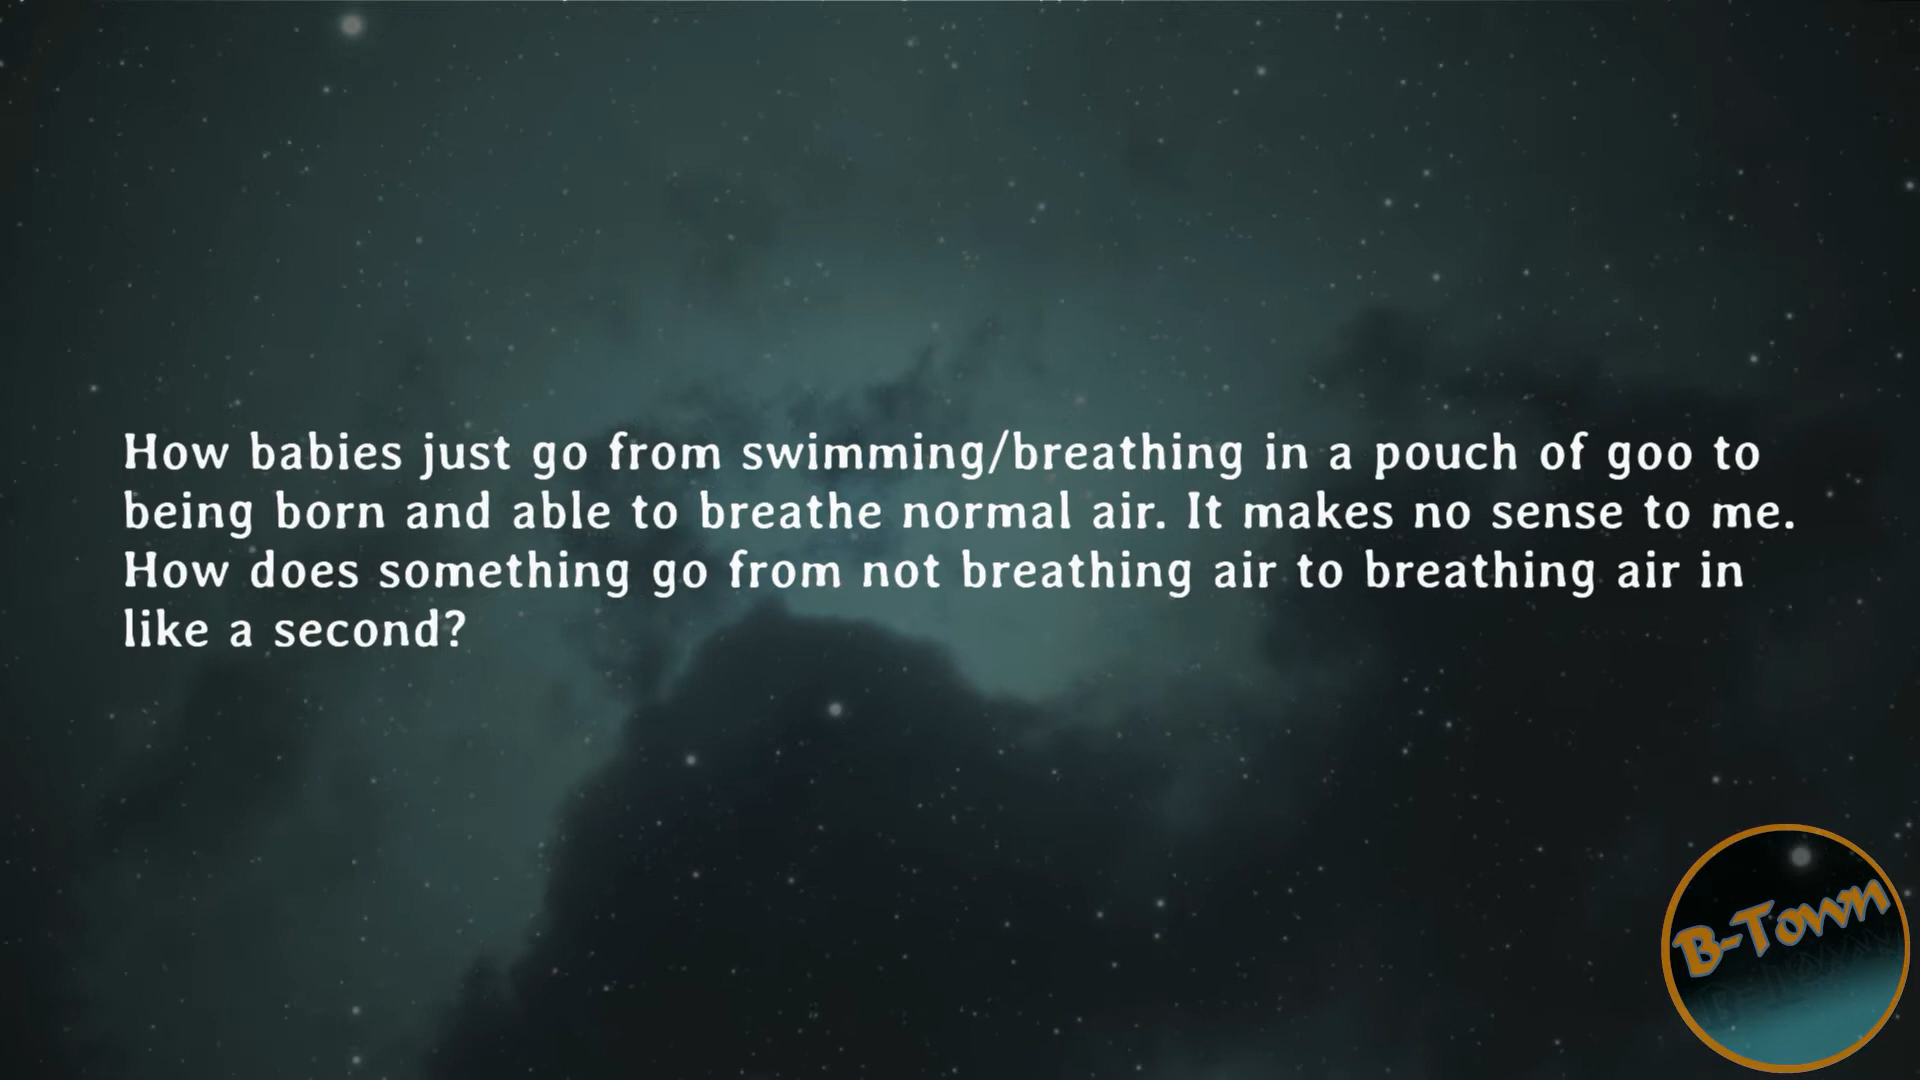 How babies just go from swimming/breathing in a pouch of goo to
being born and able to breathe normal air. It makes no sense to me.
How does something go from not breathing air to breathing air in
like a second?
B-Town